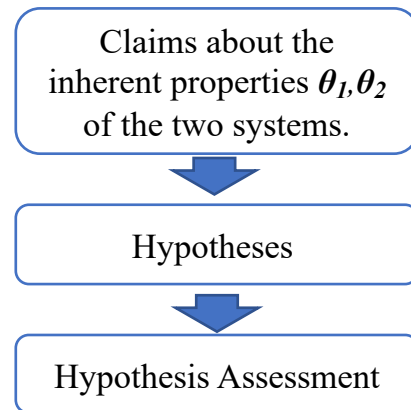 Claims about the
inherent properties θ1,θ2
of the two systems.
Hypotheses
Hypothesis Assessment